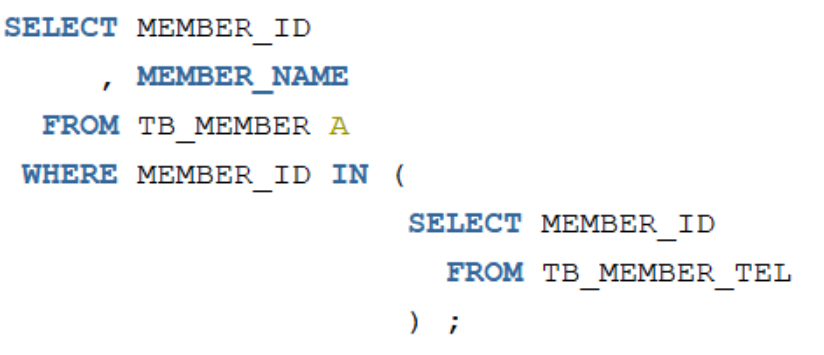 SELECT MEMBER_ID
, MEMBER_NAME
FROM TB_MEMBER A
WHERE MEMBER_ID IN (
SELECT MEMBER_ID
FROM TB_MEMBER_TEL
) ;